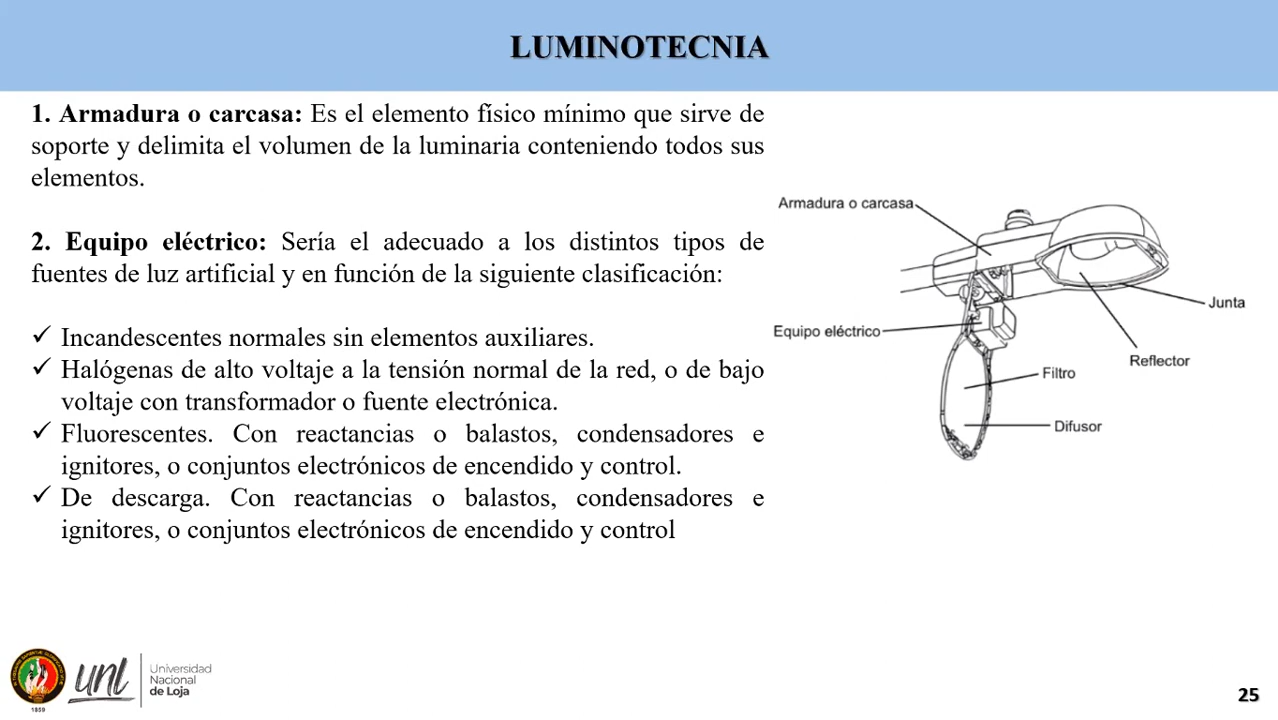 LUMINOTECNIA
1. Armadura o carcasa: Es el elemento físico mínimo que sirve de
soporte y delimita el volumen de la luminaria conteniendo todos sus
elementos.
2. Equipo eléctrico: Sería el adecuado a los distintos tipos de
fuentes de luz artificial y en función de la siguiente clasificación:
✓ Incandescentes normales sin elementos auxiliares.
✓ Halógenas de alto voltaje a la tensión normal de la red, o de bajo
voltaje con transformador o fuente electrónica.
✓ Fluorescentes. Con reactancias o balastos, condensadores e
ignitores, o conjuntos electrónicos de encendido y control.
✓ De descarga. Con reactancias o balastos, condensadores e
ignitores, o conjuntos electrónicos de encendido y control
Armadura o carcasa
Junta
Equipo eléctrico
Reflector
Filtro
Difusor
1859
unl
Universidad
Nacional
de Loja
25